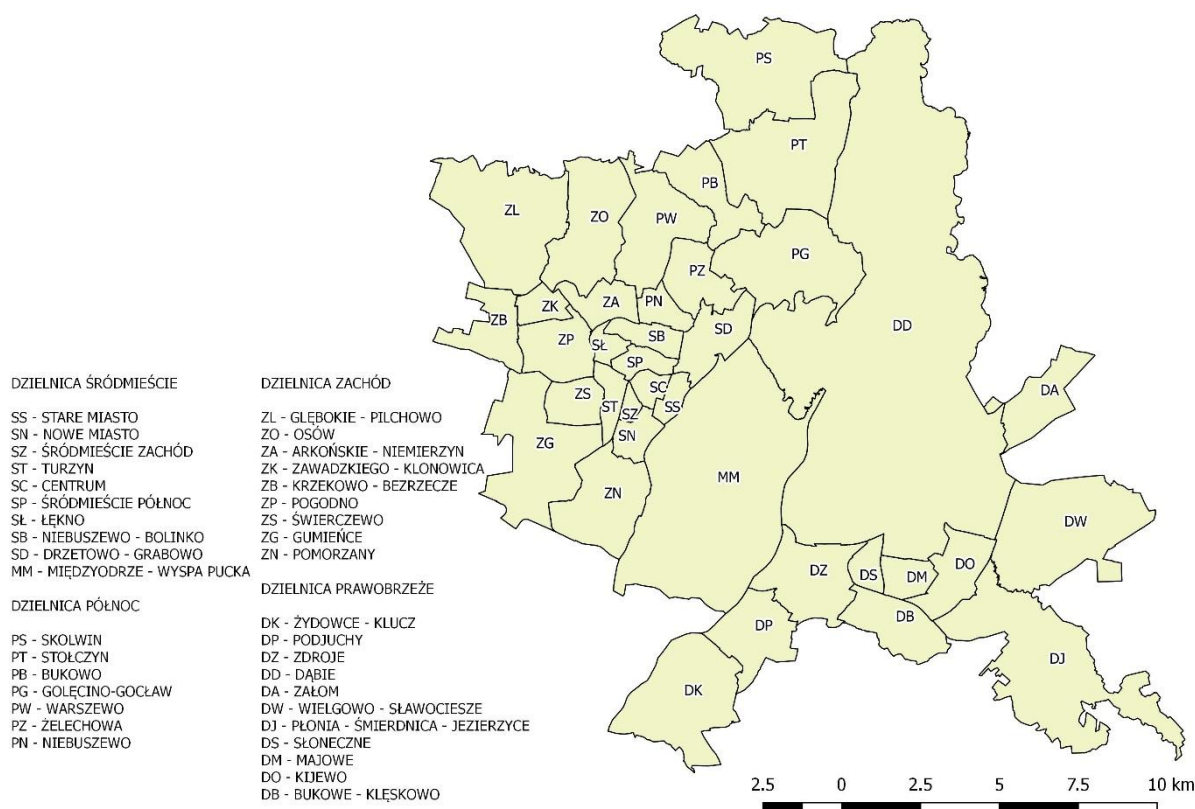 PS
PT
PB
ZL
ZO
PW
PG
PZ
ZA
PN
ZK
ZB
SD
DD
SB
ZP
SŁ
SP
DA
SC
ZS
ST
SS
SZ
SN
ZG
MM
ZN
DW
DO
DZ
DS
DM
DB
DP
DJ
DK
DZIELNICA ŚRÓDMIEŚCIE
SS - STARE MIASTO
SN - NOWE MIASTO
SZ - ŚRÓDMIEŚCIE ZACHÓD
ST - TURZYN
SC - CENTRUM
SP - ŚRÓDMIEŚCIE PÓŁNOC
SŁ - ŁĘKNO
SB - NIEBUSZEWO - BOLINKO
SD - DRZETOWO - GRABOWO
MM - MIĘDZYODRZE - WYSPA PUCKA
DZIELNICA PÓŁNOC
PS - SKOLWIN
PT - STOŁCZYN
PB - BUKOWO
PG - GOLĘCINO-GOCŁAW
PW - WARSZEWO
PZ - ŻELECHOWA
PN - NIEBUSZEWO
DZIELNICA ZACHÓD
ZL - GŁĘBOKIE - PILCHOWO
ZO - OSÓW
ZA - ARKOŃSKIE - NIEMIERZYN
ZK - ZAWADZKIEGO - KLONOWICA
ZB - KRZEKOWO - BEZRZECZE
ZP - POGODNO
ZS - ŚWIERCZEWO
ZG - GUMIEŃCE
ZN - POMORZANY
DZIELNICA PRAWOBRZEŻE
DK - ŻYDOWCE - KLUCZ
DP - PODJUCHY
DZ - ZDROJE
DD - DĄBIE
DA - ZAŁOM
DW - WIELGOWO - SŁAWOCIESZE
DJ - PŁONIA - ŚMIERDNICA - JEZIERZYCE
DS - SŁONECZNE
DM - MAJOWE
DO - KIJEWO
DB - BUKOWE - KLĘSKOWO
2.5 0 2.5 5 7.5 10 km